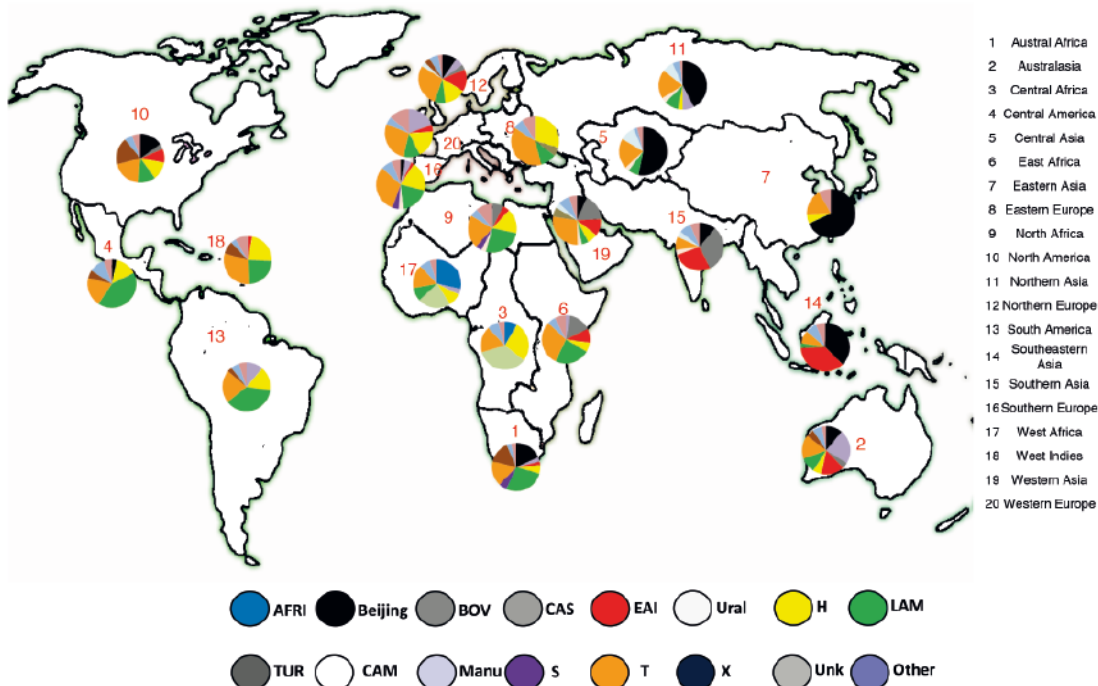 11
12
10
20
8
5
16
7
9
15
18
4
19
17
3
6
14
13
1
2
1 Austral Africa
2 Australasia
3 Central Africa
4 Central America
5 Central Asia
6 East Africa
7 Eastern Asia
8 Eastern Europe
9 North Africa
10 North America
11 Northern Asia
12 Northern Europe
13 South America
14 Southeastern
Asia
15 Southern Asia
16 Southern Europe
17 West Africa
18 West Indies
19 Western Asia
20 Western Europe
AFRI Beijing BOV CAS EAI Ural H LAM
TUR CAM Manu S T X Unk Other